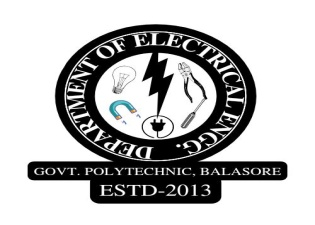 DEPARTMENT OF ELECTRICAL ENGG.
GOVT. POLYTECHNIC, BALASORE
ESTD-2013